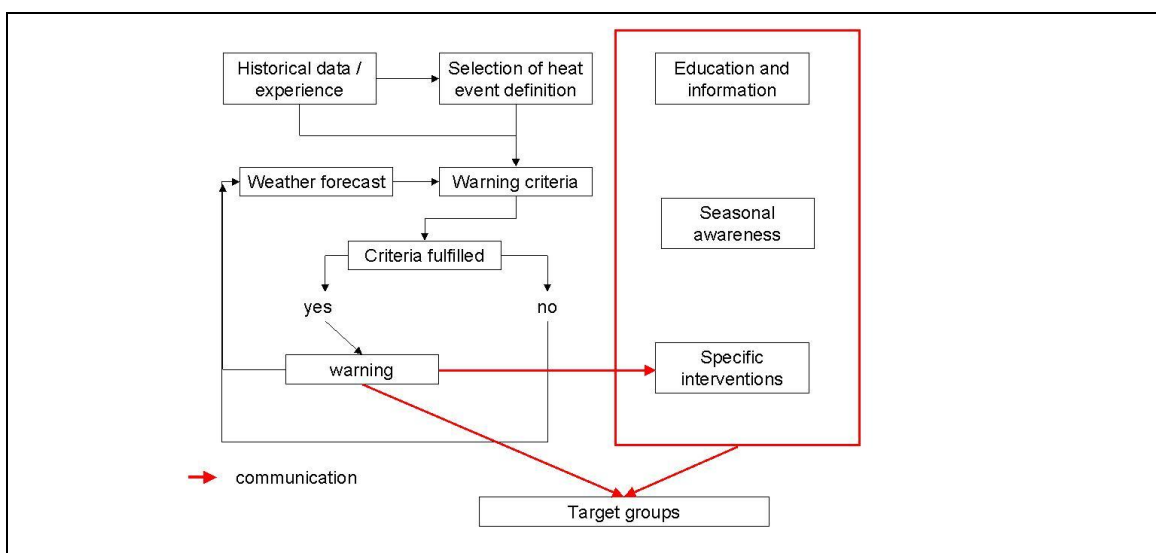 Historical data /
experience
Selection of heat
event definition
Education and
information
Weather forecast
Warning criteria
Seasonal
awareness
Criteria fulfilled
yes
no
warning
Specific
interventions
communication
Target groups